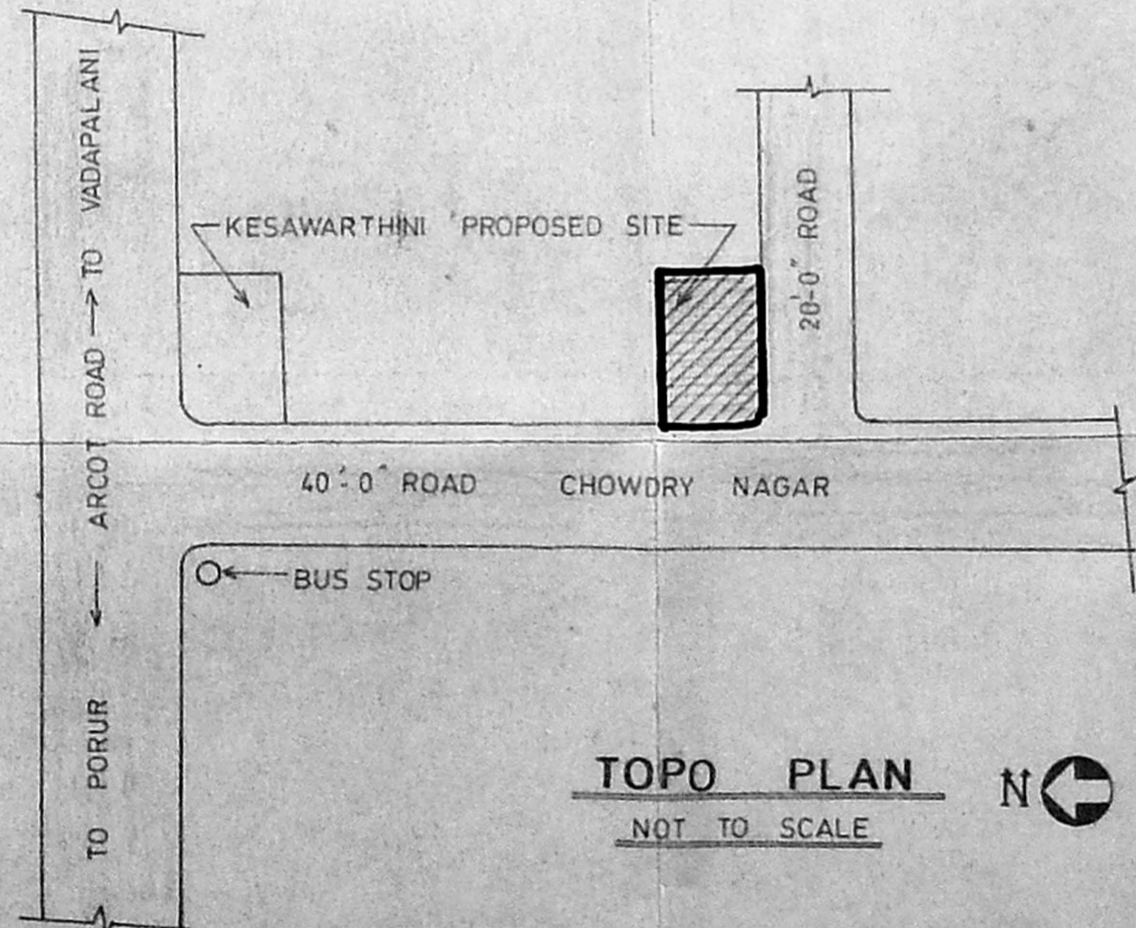 TO PORUR ← ARCOT ROAD → TO VADAPALANI
KESAWARTHINI
PROPOSED SITE
20'-0" ROAD
40'-0" ROAD
CHOWDRY NAGAR
BUS STOP
TOPO PLAN
NOT TO SCALE
N